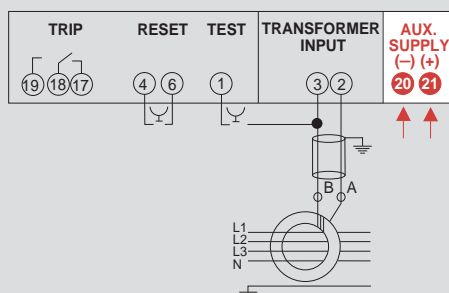 TRIP RESET TEST TRANSFORMER INPUT AUX. SUPPLY
(–) (+)
19 18 17 4 6 1 3 2 20 21
B A
L1
L2
L3
N